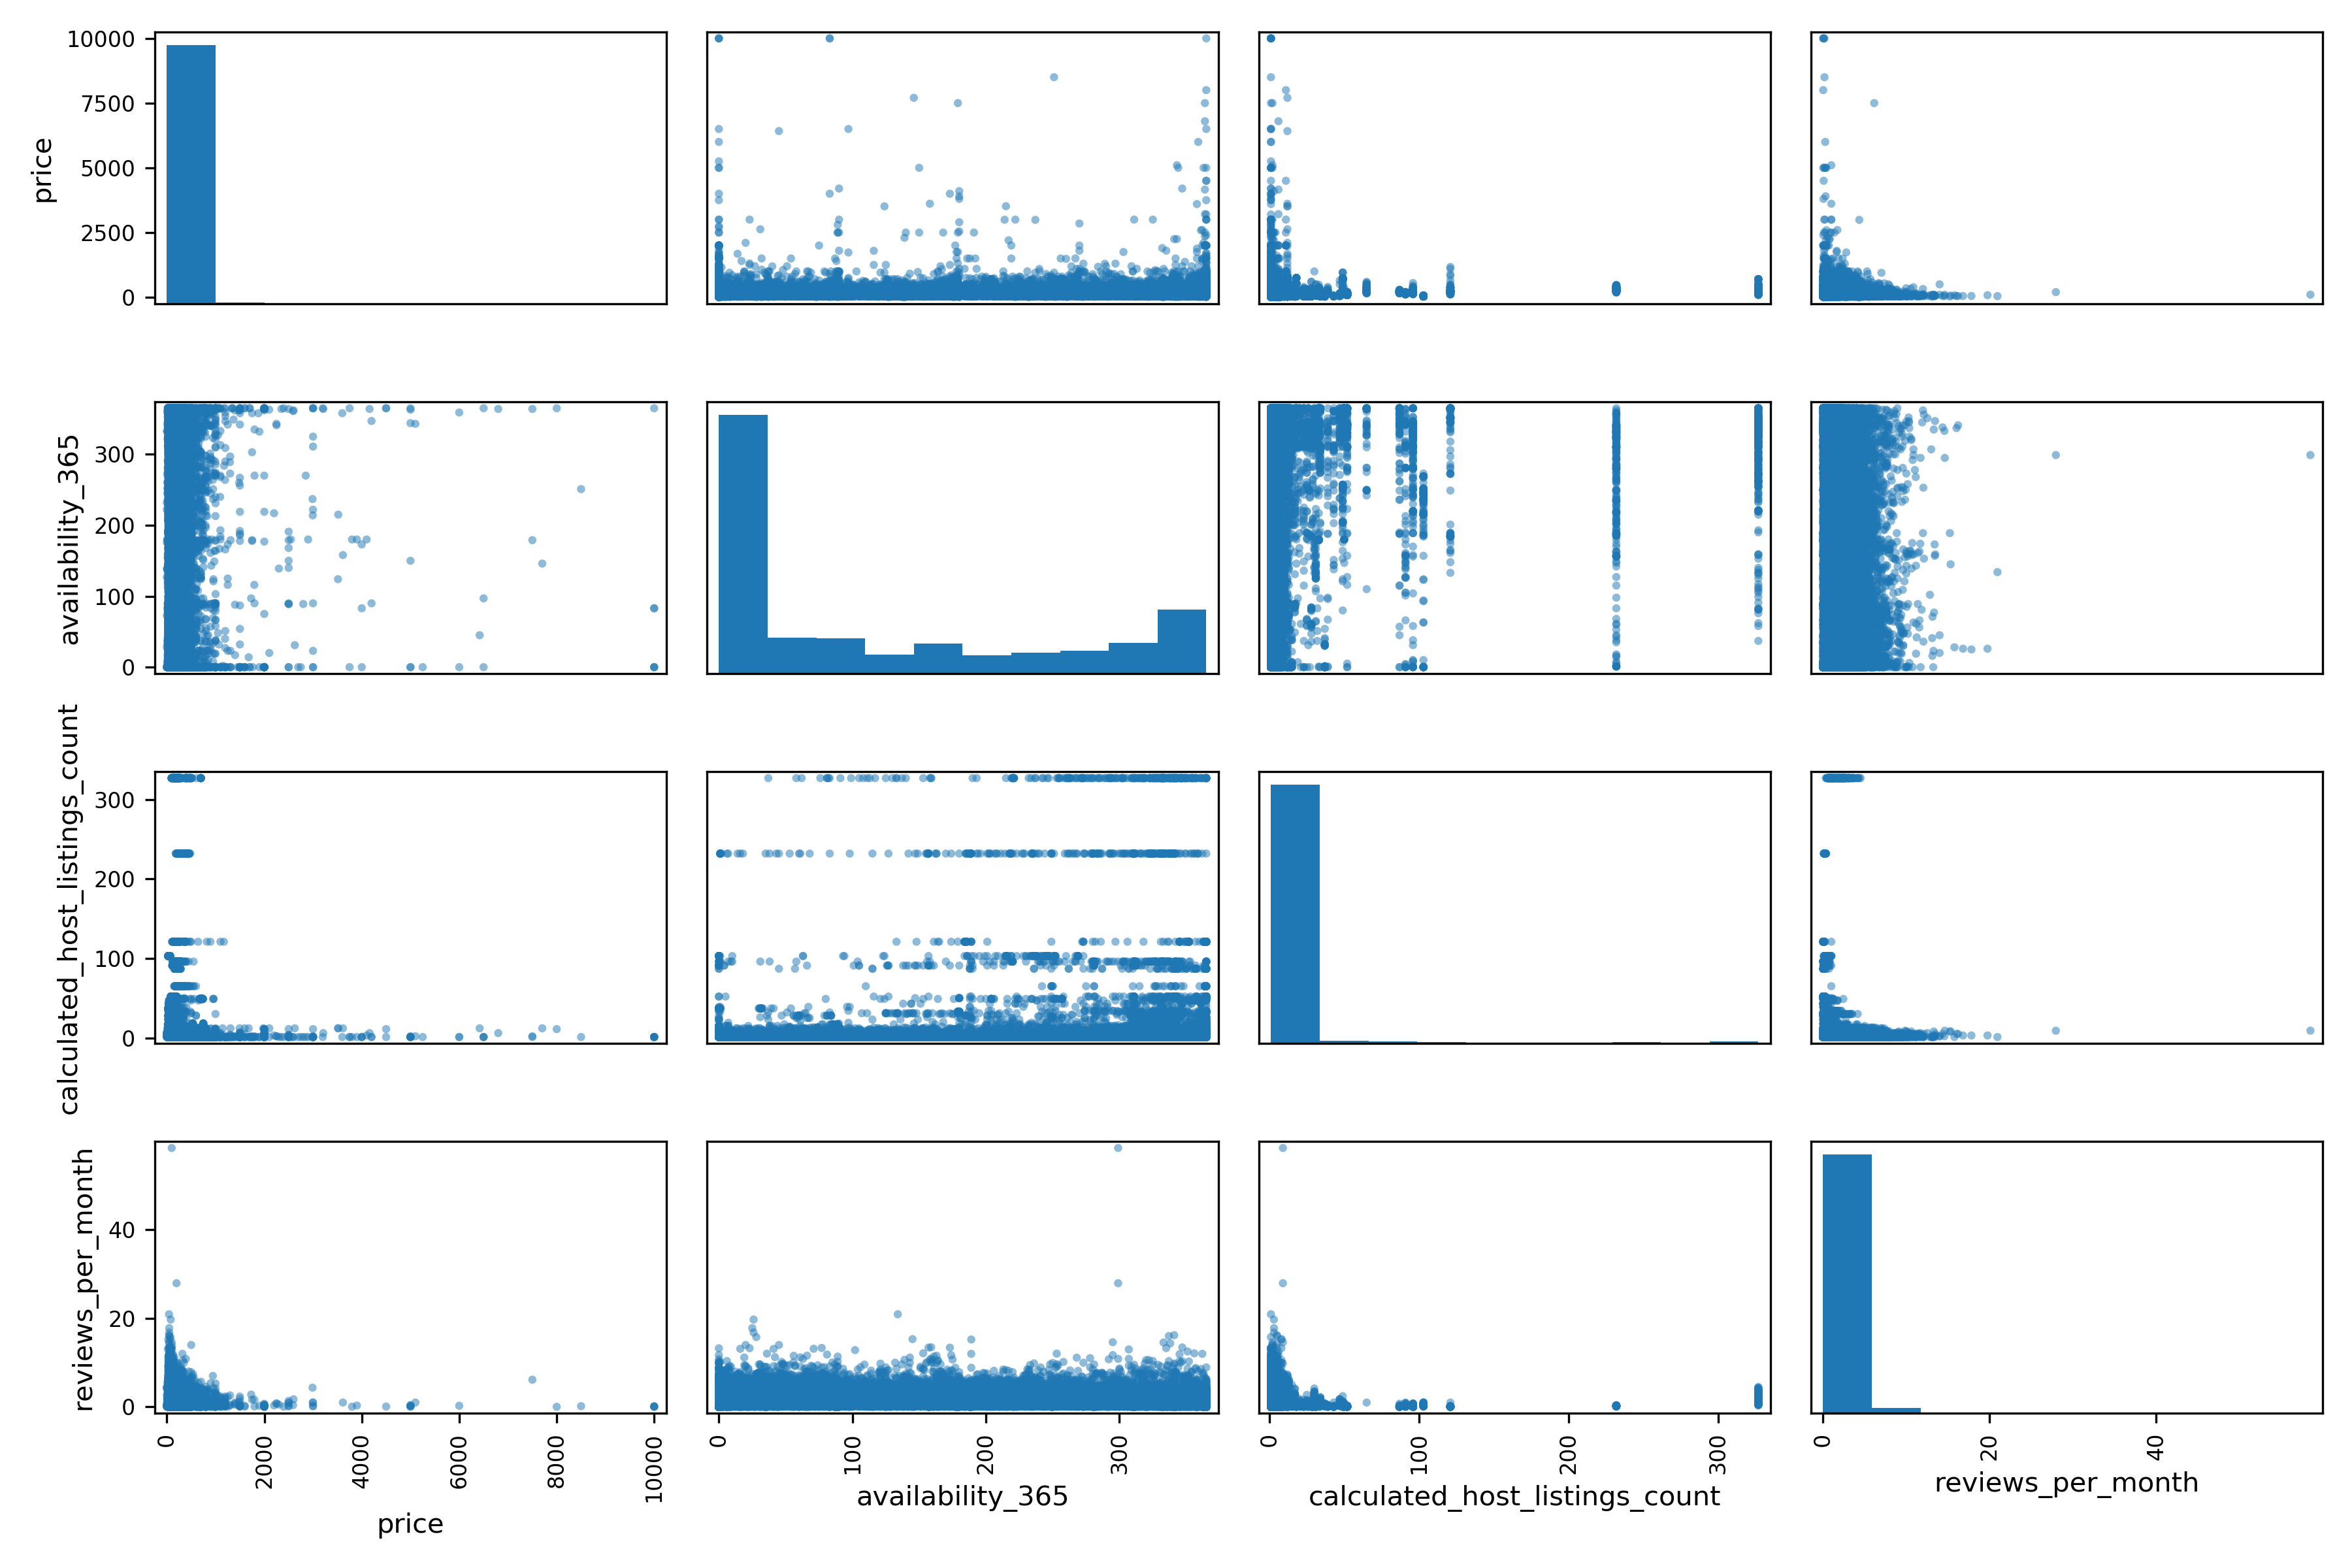 10000
7500
5000
2500
0
price
300
200
100
0
availability_365
300
200
100
0
calculated_host_listings_count
40
20
0
reviews_per_month
0 2000 4000 6000 8000 10000
price
0 100 200 300
availability_365
0 100 200 300
calculated_host_listings_count
0 20 40
reviews_per_month